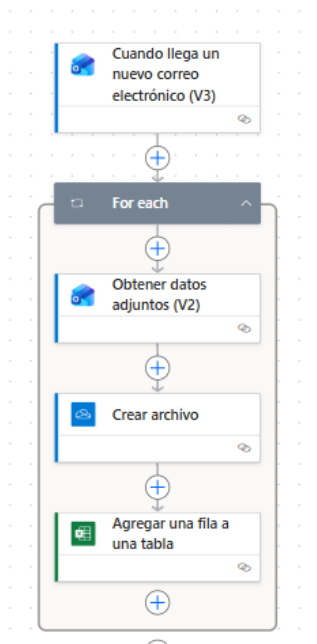 Cuando llega un
nuevo correo
electrónico (V3)
For each
Obtener datos
adjuntos (V2)
Crear archivo
Agregar una fila a
una tabla